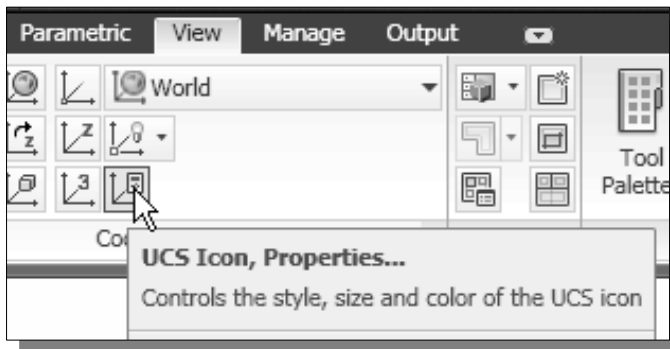 Parametric View Manage Output
World
Tool
Palette
UCS Icon, Properties...
Controls the style, size and color of the UCS icon